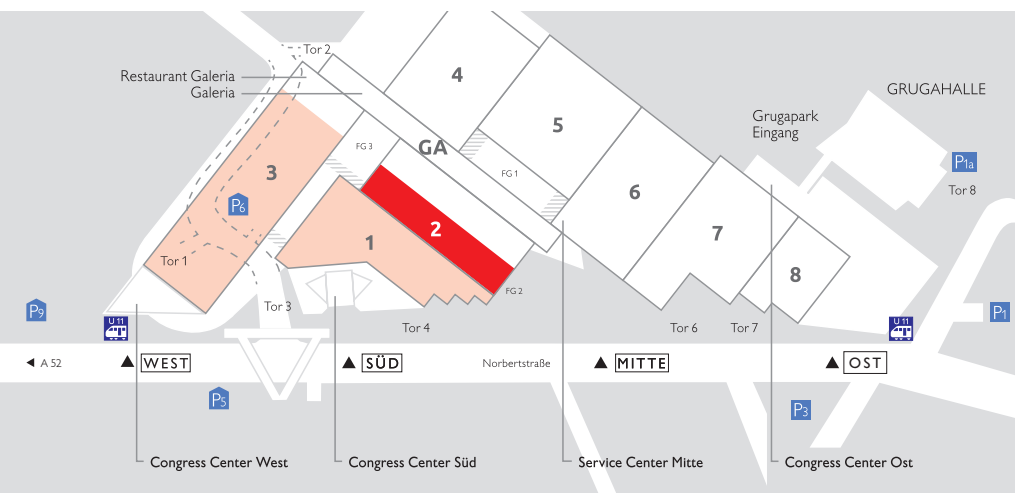 Tor 2
Restaurant Galeria
Galeria
4
5
GA
FG 3
FG 1
3
P6
2
1
6
7
8
FG 2
Grugapark
Eingang
GRUGAHALLE
P1a
Tor 8
Tor 1
Tor 3
Tor 4
Tor 6
Tor 7
P9
U 11
U 11
P1
A 52
WEST
SÜD
Norbertstraße
MITTE
OST
P5
P3
Congress Center West
Congress Center Süd
Service Center Mitte
Congress Center Ost